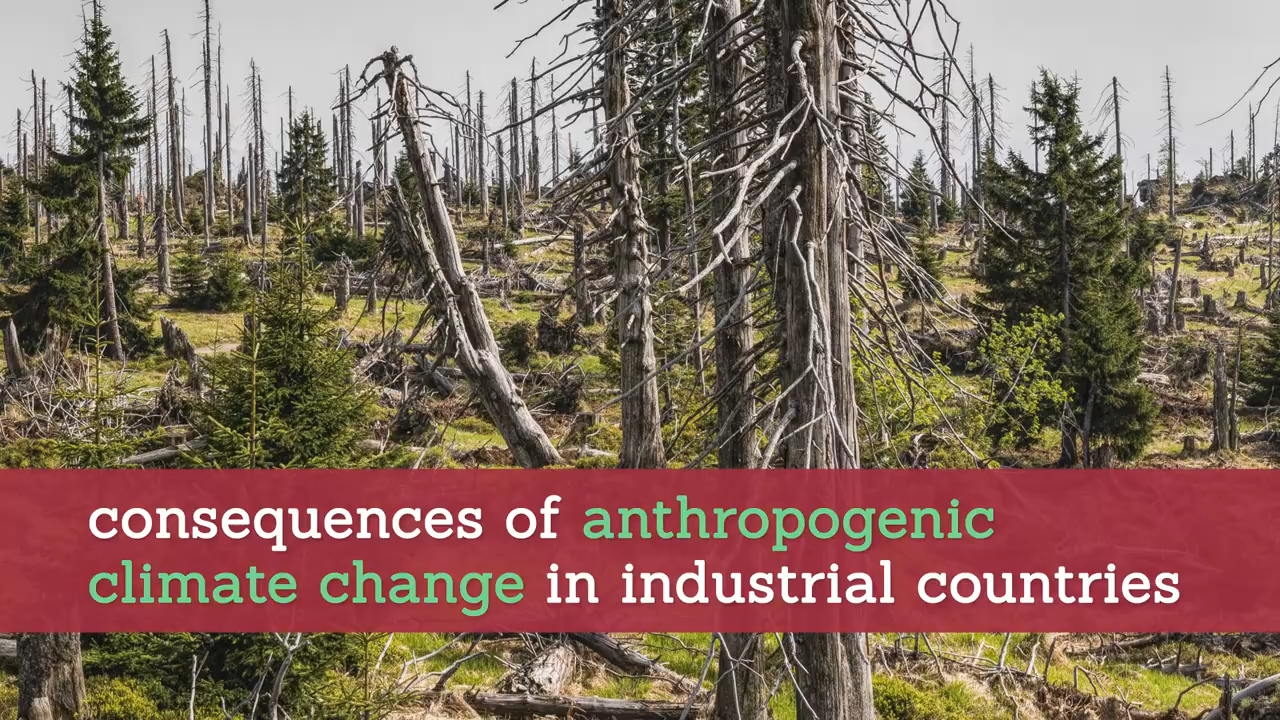 consequences of anthropogenic
climate change in industrial countries